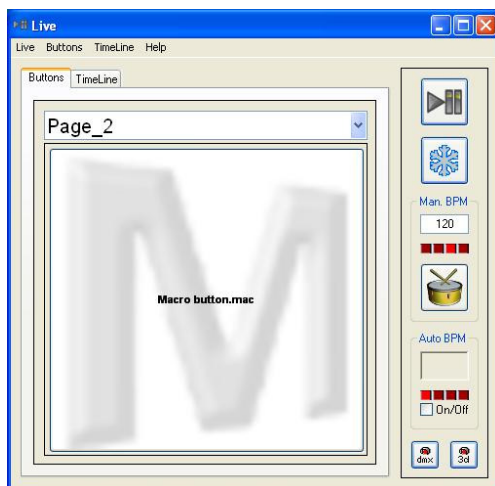 Live
Live Buttons TimeLine Help
Buttons TimeLine
Page_2
Macro button.mac
Man. BPM
120
Auto BPM
On/Off
dmx 3d